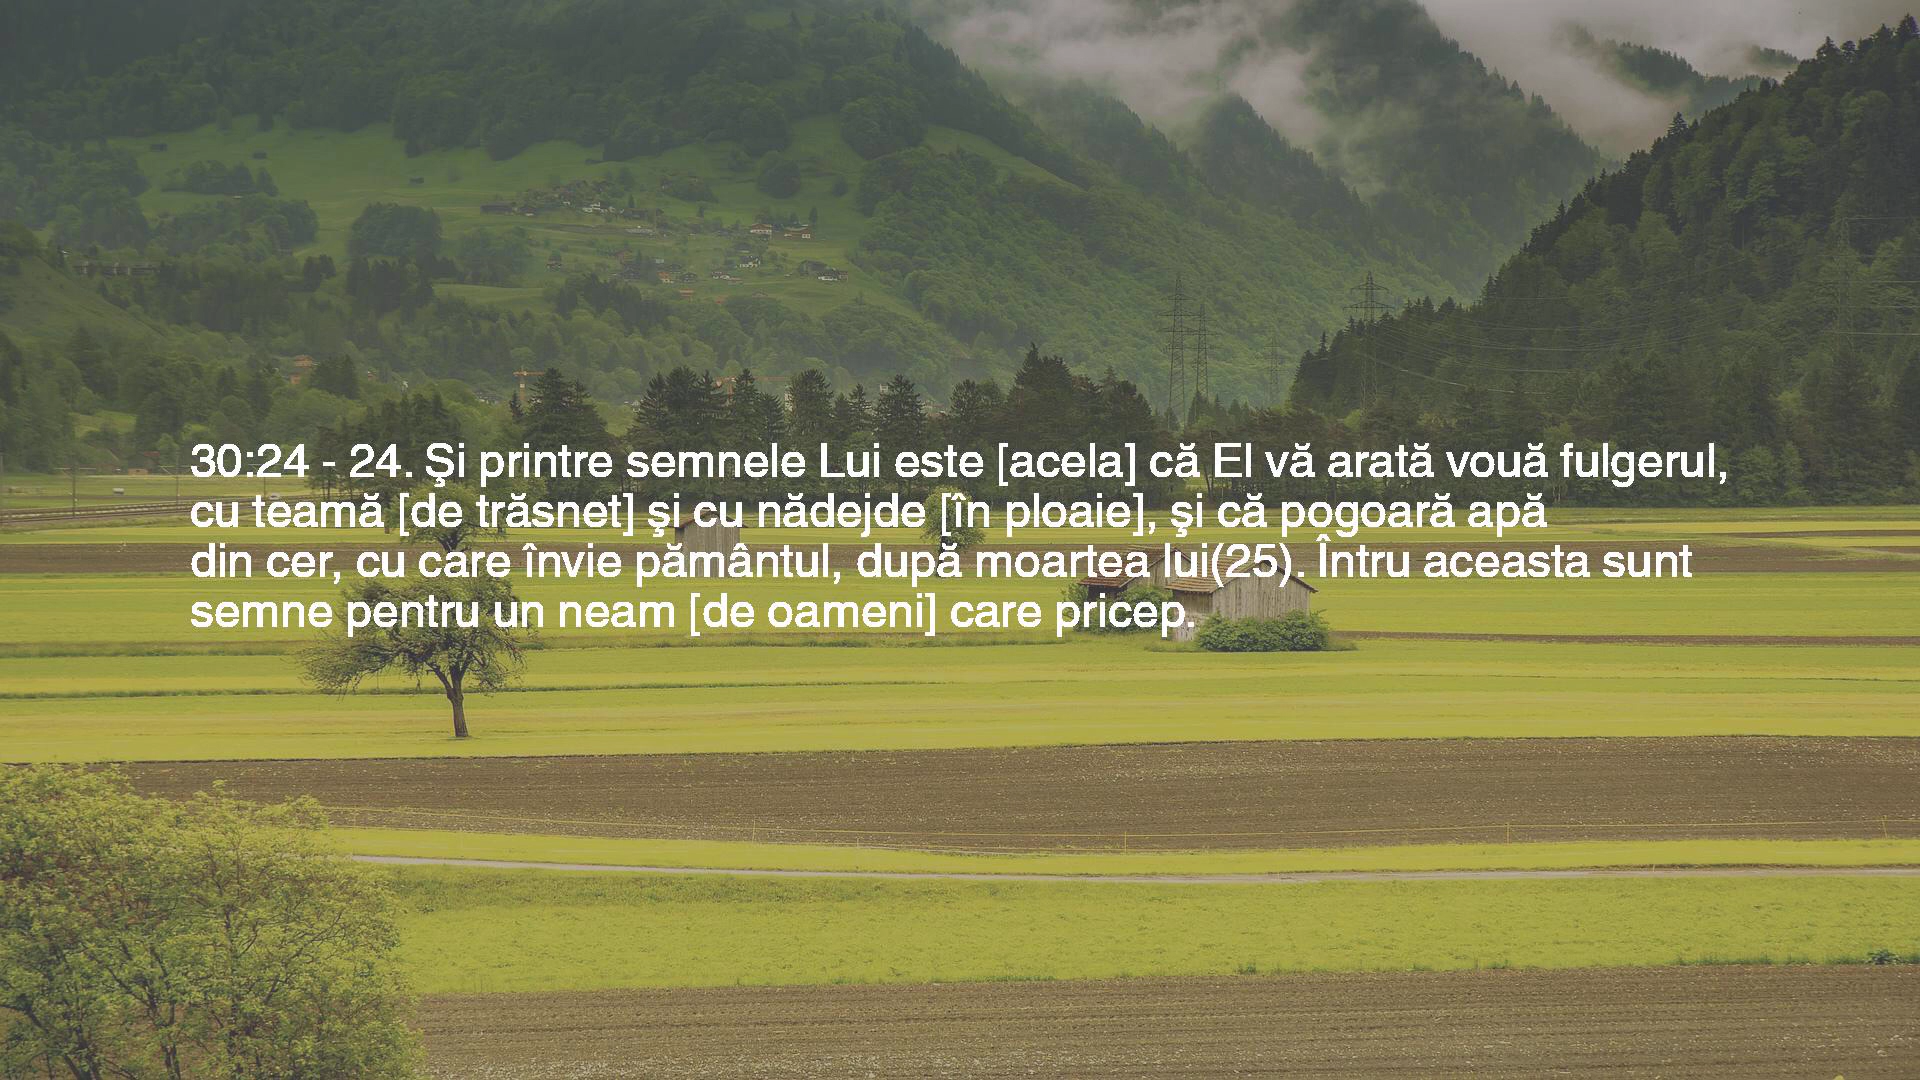 30:24 - 24. Şi printre semnele Lui este [acela] că El vă arată vouă fulgerul,
cu teamă [de trăsnet] şi cu nădejde [în ploaie], şi că pogoară apă
din cer, cu care învie pământul, după moartea lui(25). Întru aceasta sunt
semne pentru un neam [de oameni] care pricep.